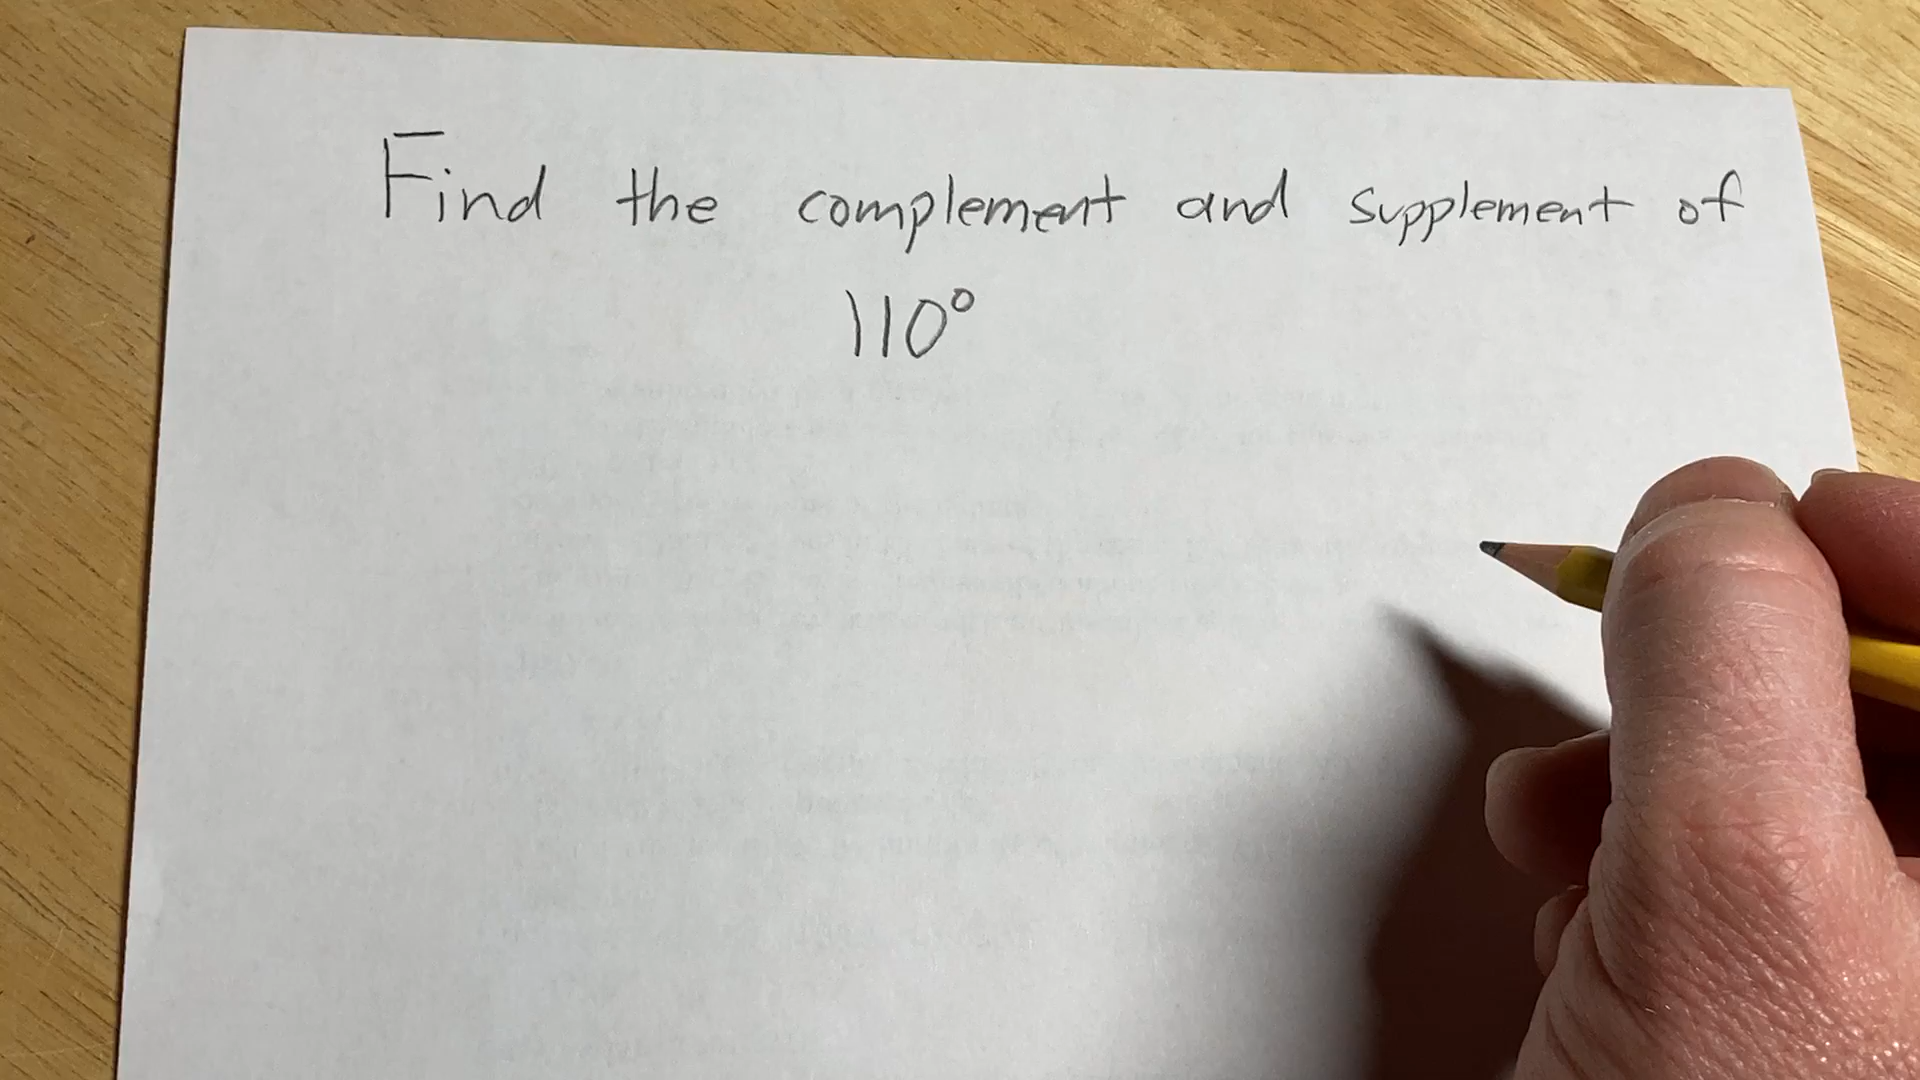 Find the complement and supplement of
110°